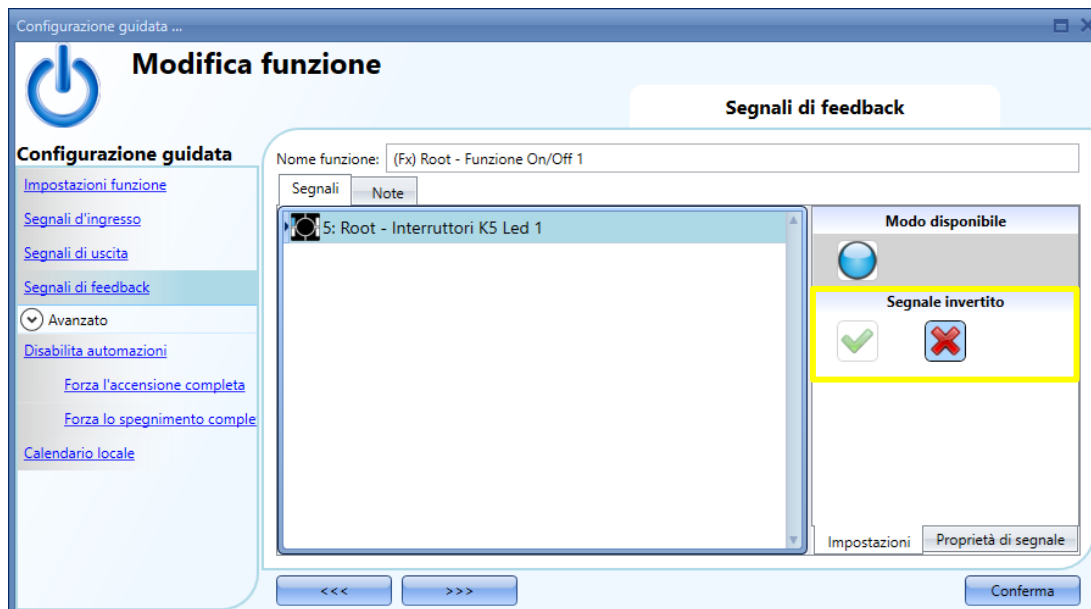 Configurazione guidata ...
Modifica funzione
Segnali di feedback
Configurazione guidata
Impostazioni funzione
Segnali d'ingresso
Segnali di uscita
Segnali di feedback
Avanzato
Disabilita automazioni
Forza l'accensione completa
Forza lo spegnimento comple
Calendario locale
Nome funzione: (Fx) Root - Funzione On/Off 1
Segnali Note
5: Root - Interruttori K5 Led 1
Modo disponibile
Segnale invertito
Impostazioni Proprietà di segnale
<<< >>> Conferma